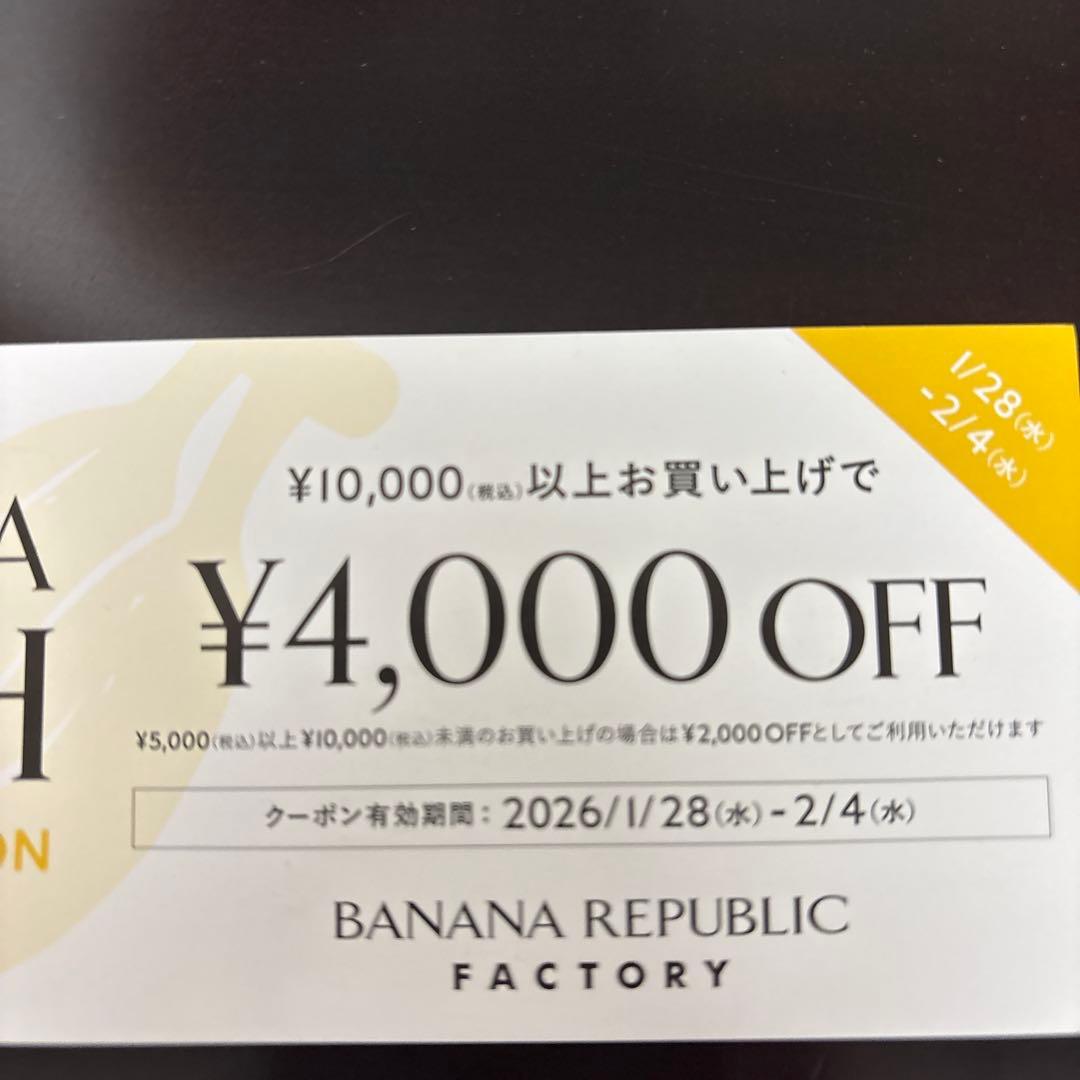 A
H
ON
1/28(水)
-2/4(水)
¥10,000(税込)以上お買い上げで
¥4,000 OFF
¥5,000(税込)以上¥10,000(税込)未満のお買い上げの場合は¥2,000 OFFとしてご利用いただけます
クーポン有効期間：2026/1/28(水)-2/4(水)
BANANA REPUBLIC
FACTORY